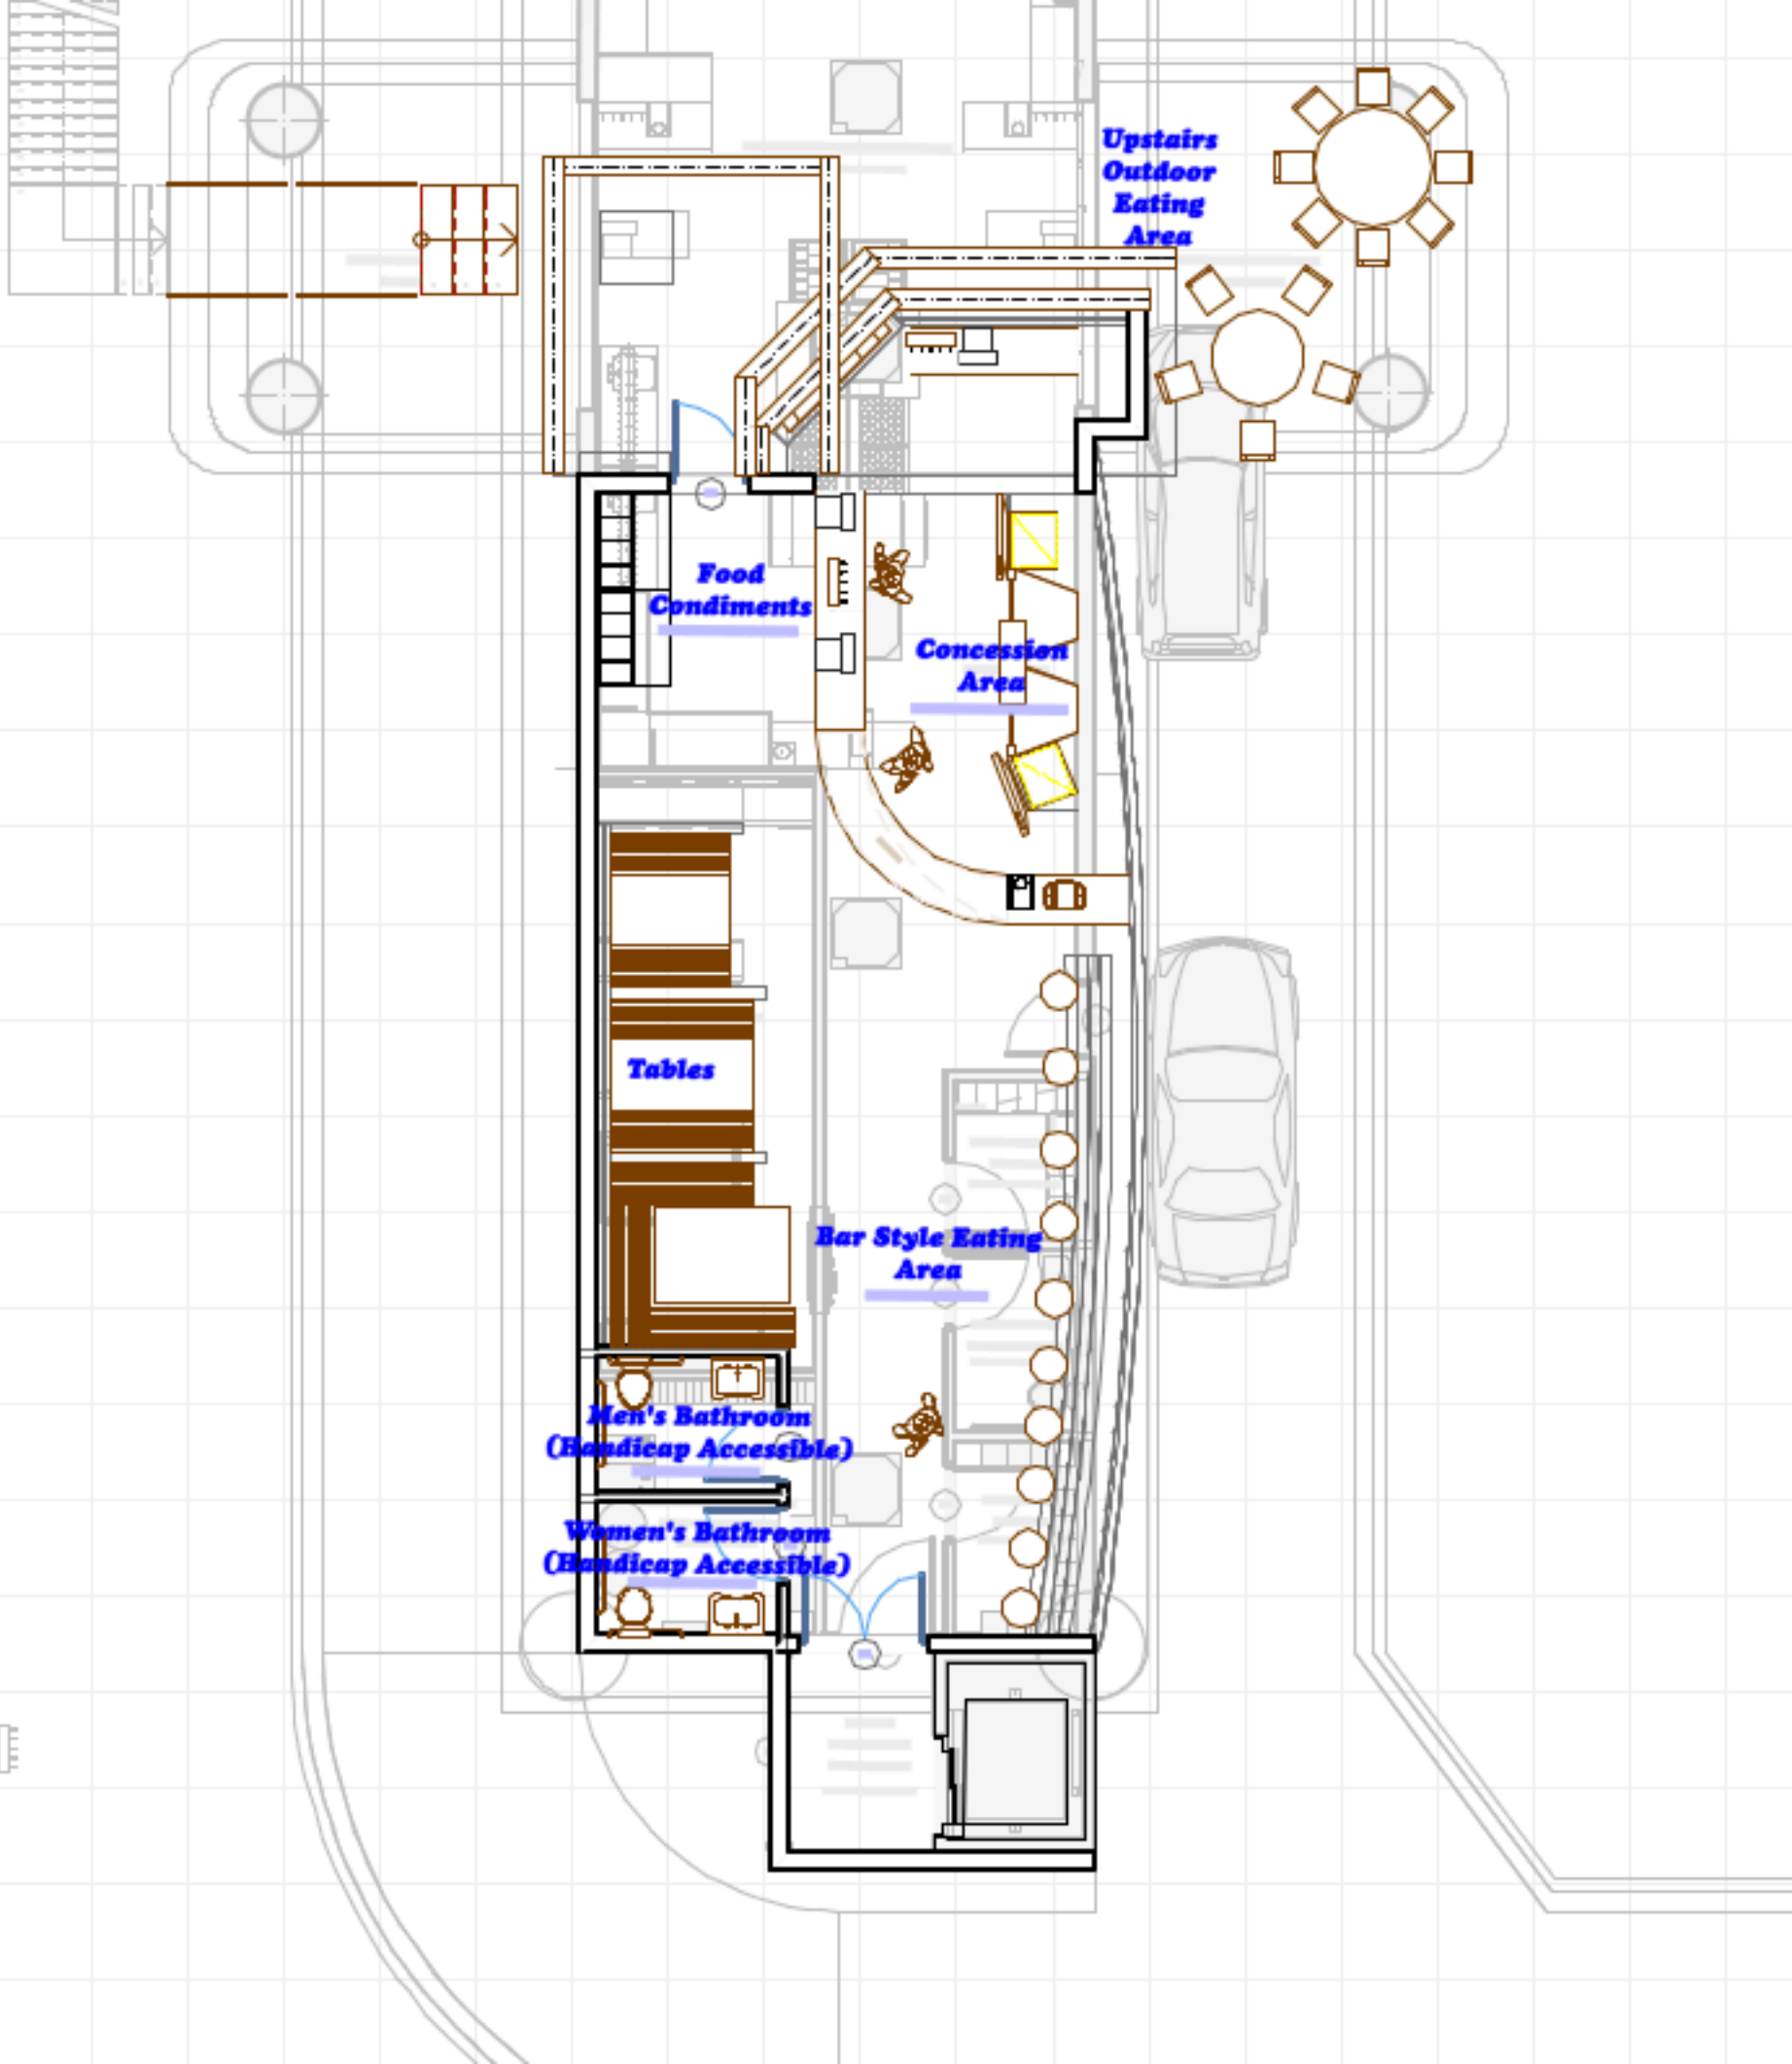 Upstairs
Outdoor
Eating
Area
Food
Condiments
Concession
Area
Tables
Bar Style Eating
Area
Men's Bathroom
(Handicap Accessible)
Women's Bathroom
(Handicap Accessible)